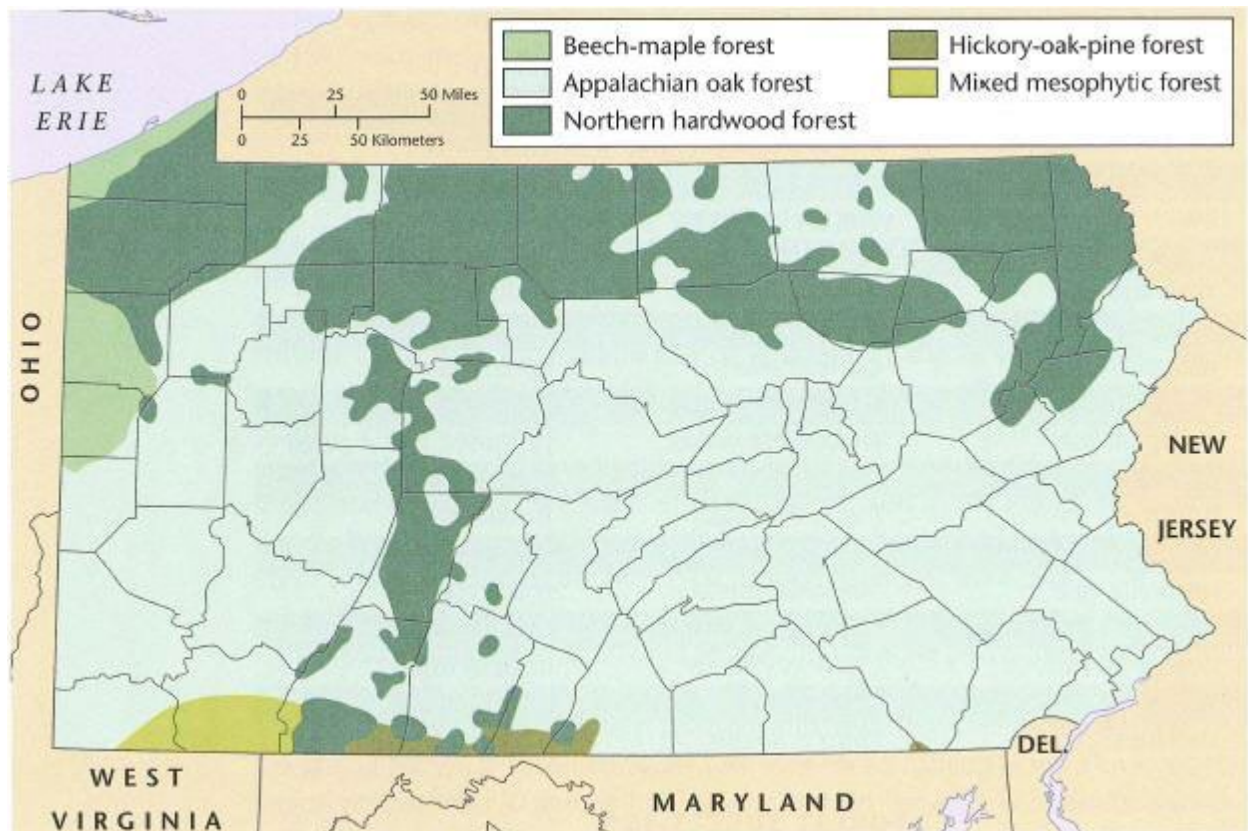 Beech-maple forest
Appalachian oak forest
Northern hardwood forest
Hickory-oak-pine forest
Mixed mesophytic forest
LAKE
ERIE
0 25 50 Miles
0 25 50 Kilometers
OHIO
NEW
JERSEY
DEL.
WEST
VIRGINIA
MARYLAND